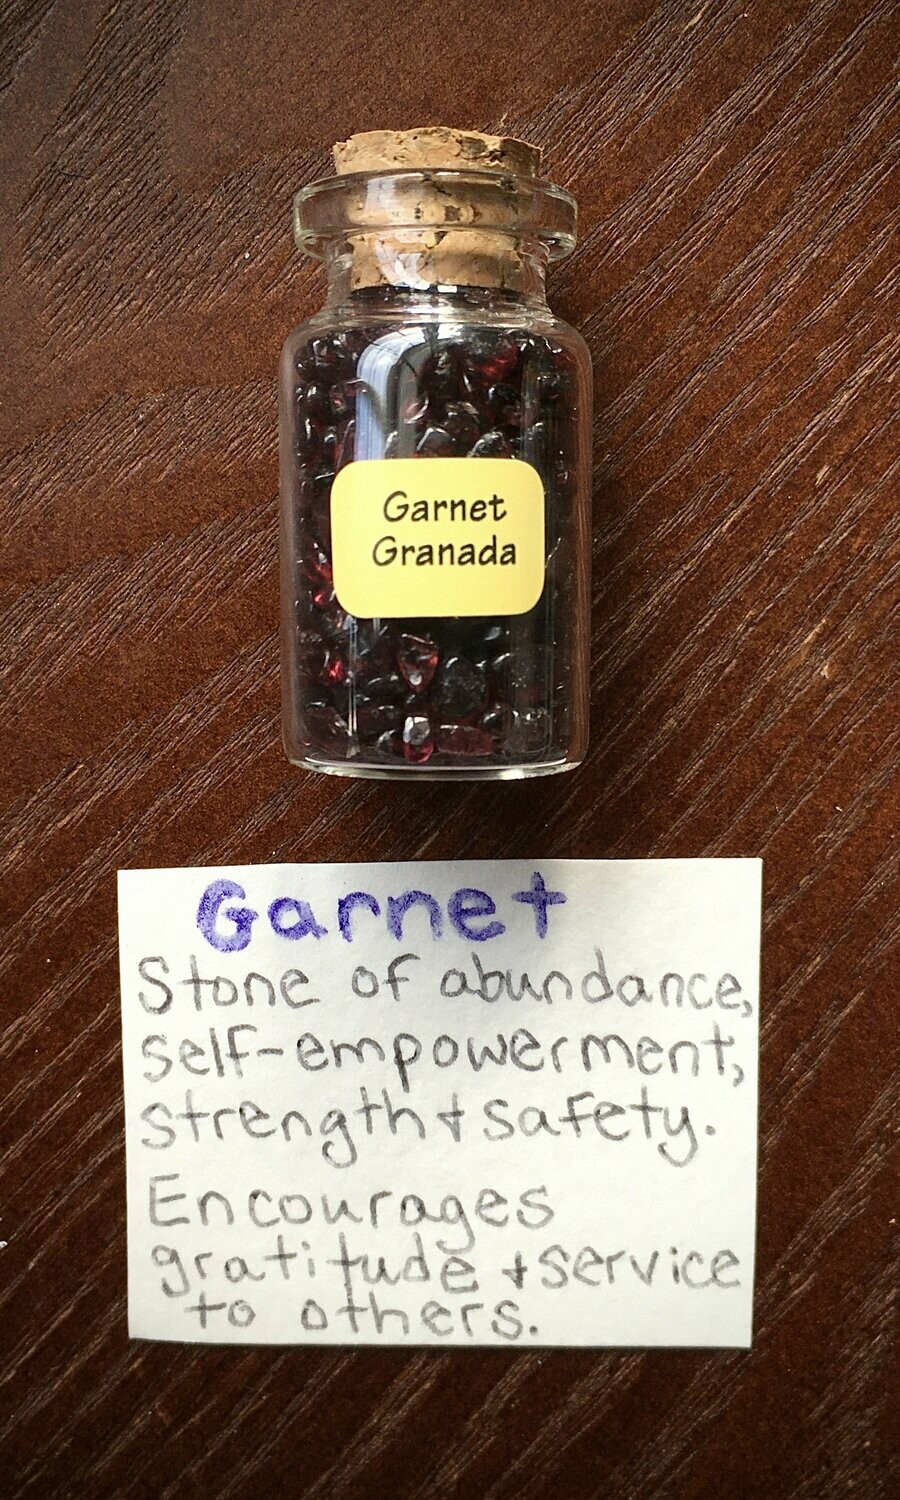 Garnet
Granada
Garnet
Stone of abundance,
self-empowerment,
strength + safety.
Encourages
gratitude + service
to others.